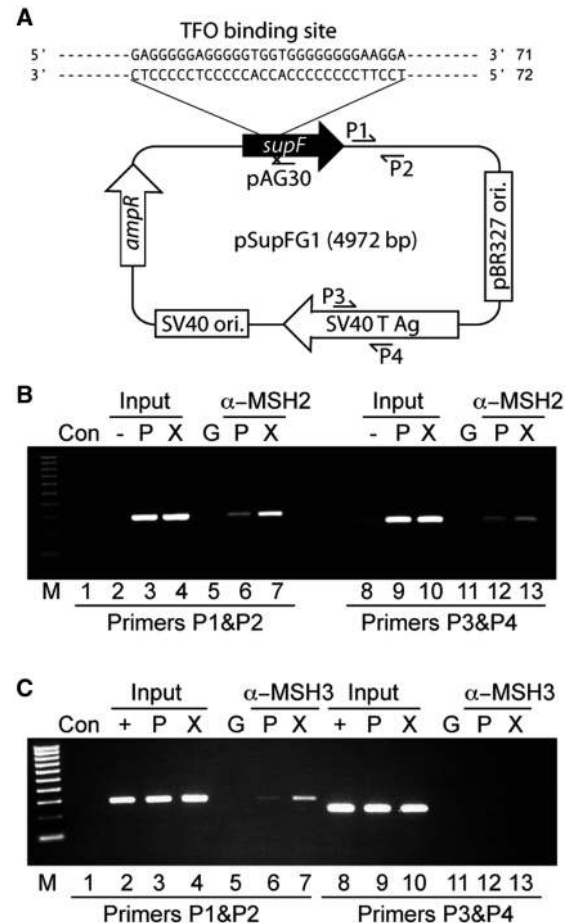 A
TFO binding site
5' -------- GAGGGGGAGGGGGTGGTGGGGGGGGAAGGA -------- 3' 71
3' -------- CTCCCCCTCCCCCACCACCCCCCCCTTCCT -------- 5' 72
supF
P1
P2
pAG30
ampR
pSupFG1 (4972 bp)
pBR327 ori.
P3
SV40 ori.
SV40 T Ag
P4
B
Input α-MSH2 Input α-MSH2
Con - P X G P X - P X G P X
M 1 2 3 4 5 6 7 8 9 10 11 12 13
Primers P1&P2 Primers P3&P4
C
Input α-MSH3 Input α-MSH3
Con + P X G P X + P X G P X
M 1 2 3 4 5 6 7 8 9 10 11 12 13
Primers P1&P2 Primers P3&P4